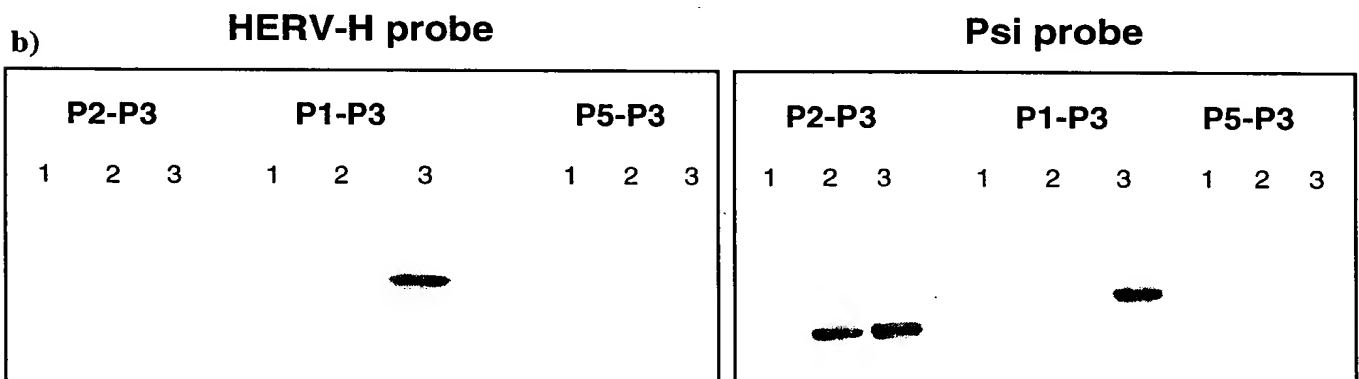 b)
HERV-H probe
Psi probe
P2-P3 P1-P3 P5-P3
1 2 3 1 2 3 1 2 3
P2-P3 P1-P3 P5-P3
1 2 3 1 2 3 1 2 3